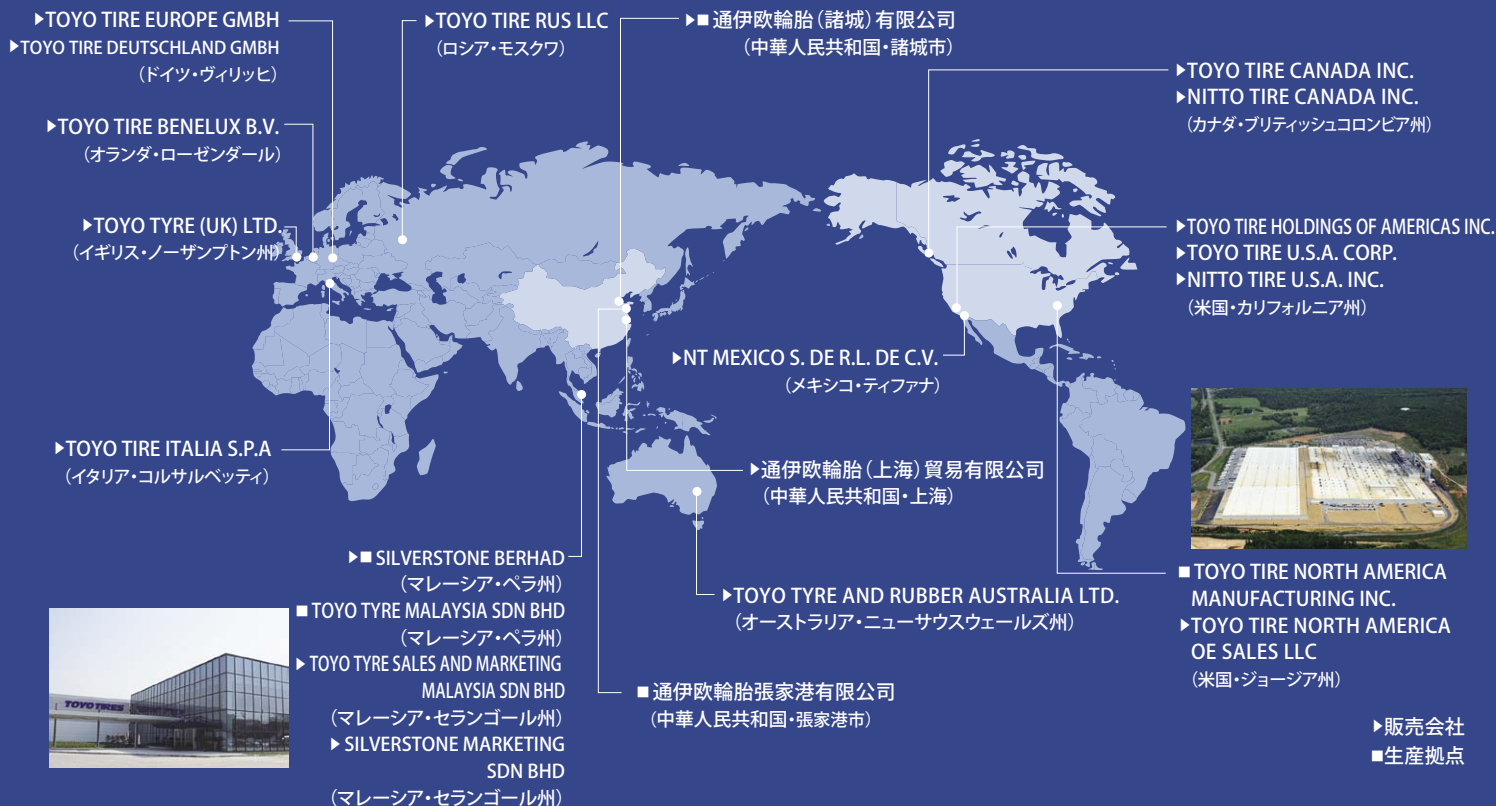 TOYO TIRE EUROPE GMBH
▶TOYO TIRE DEUTSCHLAND GMBH
（ドイツ・ヴィリッヒ）
▶TOYO TIRE BENELUX B.V.
（オランダ・ローゼンダール）
▶TOYO TYRE (UK) LTD.
（イギリス・ノーザンプトン州）
▶TOYO TIRE ITALIA S.P.A
（イタリア・コルサルベッティ）
▶TOYO TIRE RUS LLC
（ロシア・モスクワ）
▶■ 通伊欧輪胎（諸城）有限公司
（中華人民共和国・諸城市）
▶TOYO TIRE CANADA INC.
▶NITTO TIRE CANADA INC.
（カナダ・ブリティッシュコロンビア州）
▶TOYO TIRE HOLDINGS OF AMERICAS INC.
▶TOYO TIRE U.S.A. CORP.
▶NITTO TIRE U.S.A. INC.
（米国・カリフォルニア州）
▶NT MEXICO S. DE R.L. DE C.V.
（メキシコ・ティファナ）
▶通伊欧輪胎（上海）貿易有限公司
（中華人民共和国・上海）
▶■ SILVERSTONE BERHAD
（マレーシア・ペラ州）
■ TOYO TYRE MALAYSIA SDN BHD
（マレーシア・ペラ州）
▶ TOYO TYRE SALES AND MARKETING
MALAYSIA SDN BHD
（マレーシア・セランゴール州）
▶ SILVERSTONE MARKETING
SDN BHD
（マレーシア・セランゴール州）
TOYO TIRES
▶TOYO TYRE AND RUBBER AUSTRALIA LTD.
（オーストラリア・ニューサウスウェールズ州）
■ 通伊欧輪胎張家港有限公司
（中華人民共和国・張家港市）
■ TOYO TIRE NORTH AMERICA
MANUFACTURING INC.
▶TOYO TIRE NORTH AMERICA
OE SALES LLC
（米国・ジョージア州）
▶販売会社
■生産拠点